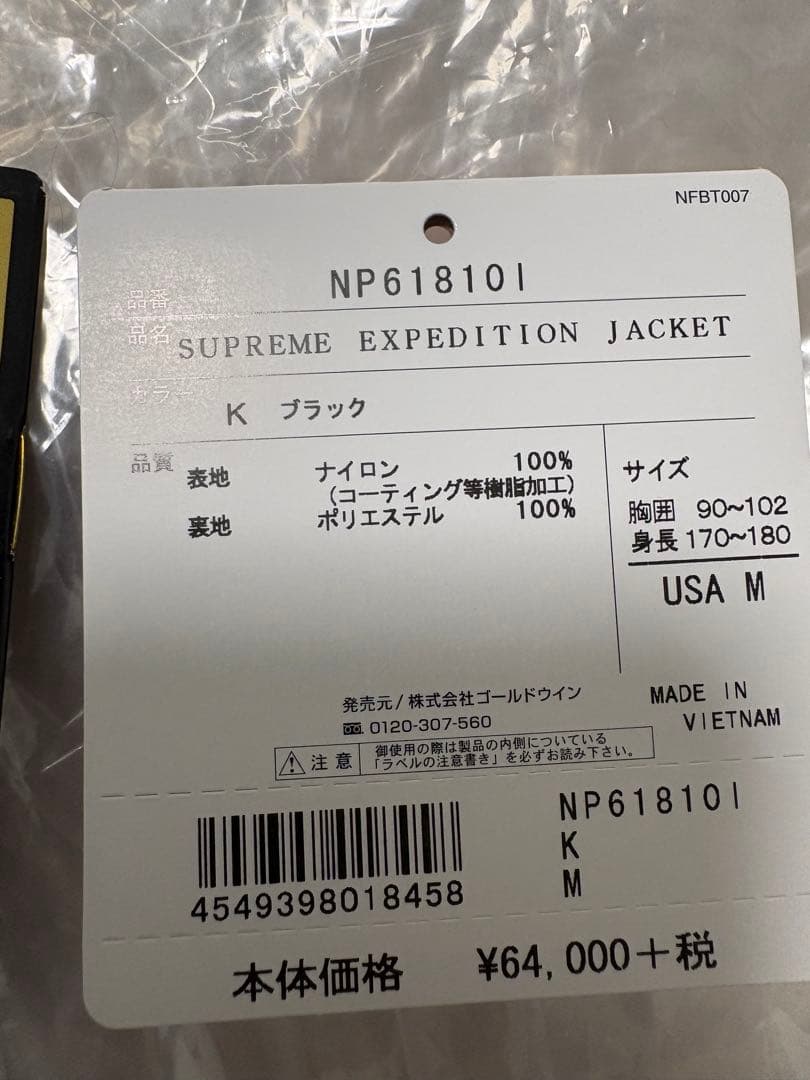 NFBT007
品番 NP61810I
品名 SUPREME EXPEDITION JACKET
カラー K ブラック
品質 表地 ナイロン 100%
(コーティング等樹脂加工)
裏地 ポリエステル 100%
サイズ
胸囲 90~102
身長 170~180
USA M
発売元/株式会社ゴールドウイン
0120-307-560
MADE IN
VIETNAM
注意 御使用の際は製品の内側についている
「ラベルの注意書き」を必ずお読み下さい。
NP61810I
K
M
4549398018458
本体価格 ¥64,000+税